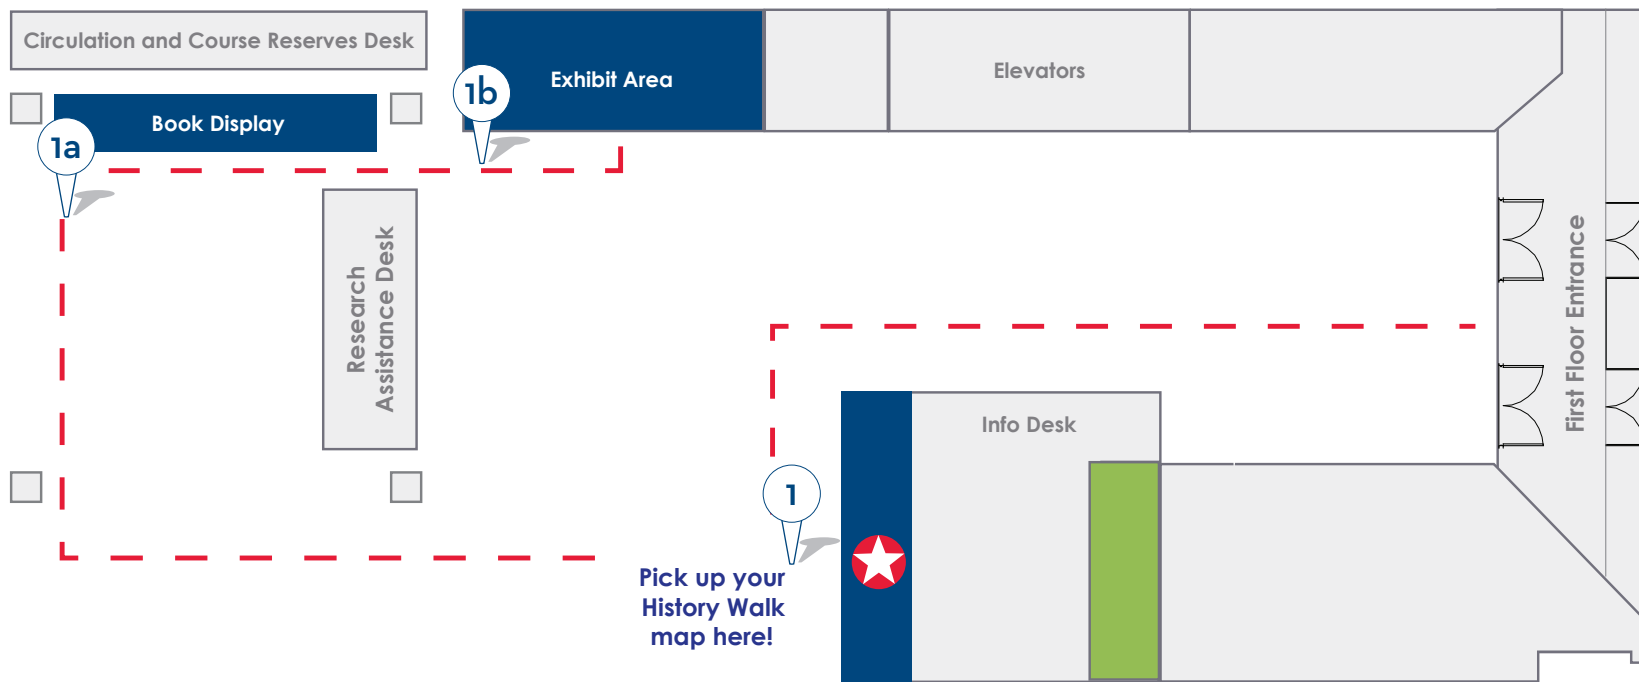 Circulation and Course Reserves Desk
Book Display
1a
1b
Exhibit Area
Elevators
Research
Assistance Desk
First Floor Entrance
Info Desk
1
Pick up your
History Walk
map here!